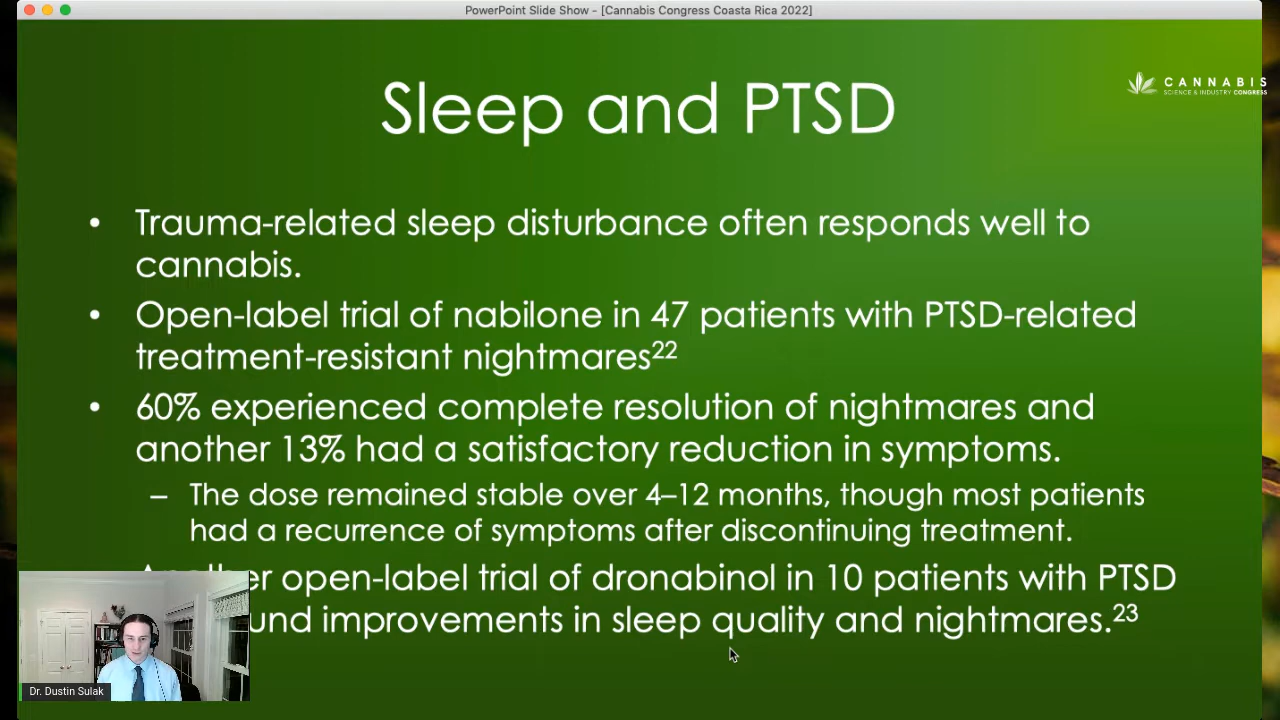 PowerPoint Slide Show - [Cannabis Congress Coasta Rica 2022]
CANNABIS
SCIENCE & INDUSTRY CONGRESS
Sleep and PTSD
• Trauma-related sleep disturbance often responds well to
cannabis.
• Open-label trial of nabilone in 47 patients with PTSD-related
treatment-resistant nightmares22
• 60% experienced complete resolution of nightmares and
another 13% had a satisfactory reduction in symptoms.
– The dose remained stable over 4–12 months, though most patients
had a recurrence of symptoms after discontinuing treatment.
Another open-label trial of dronabinol in 10 patients with PTSD
und improvements in sleep quality and nightmares.23
Dr. Dustin Sulak